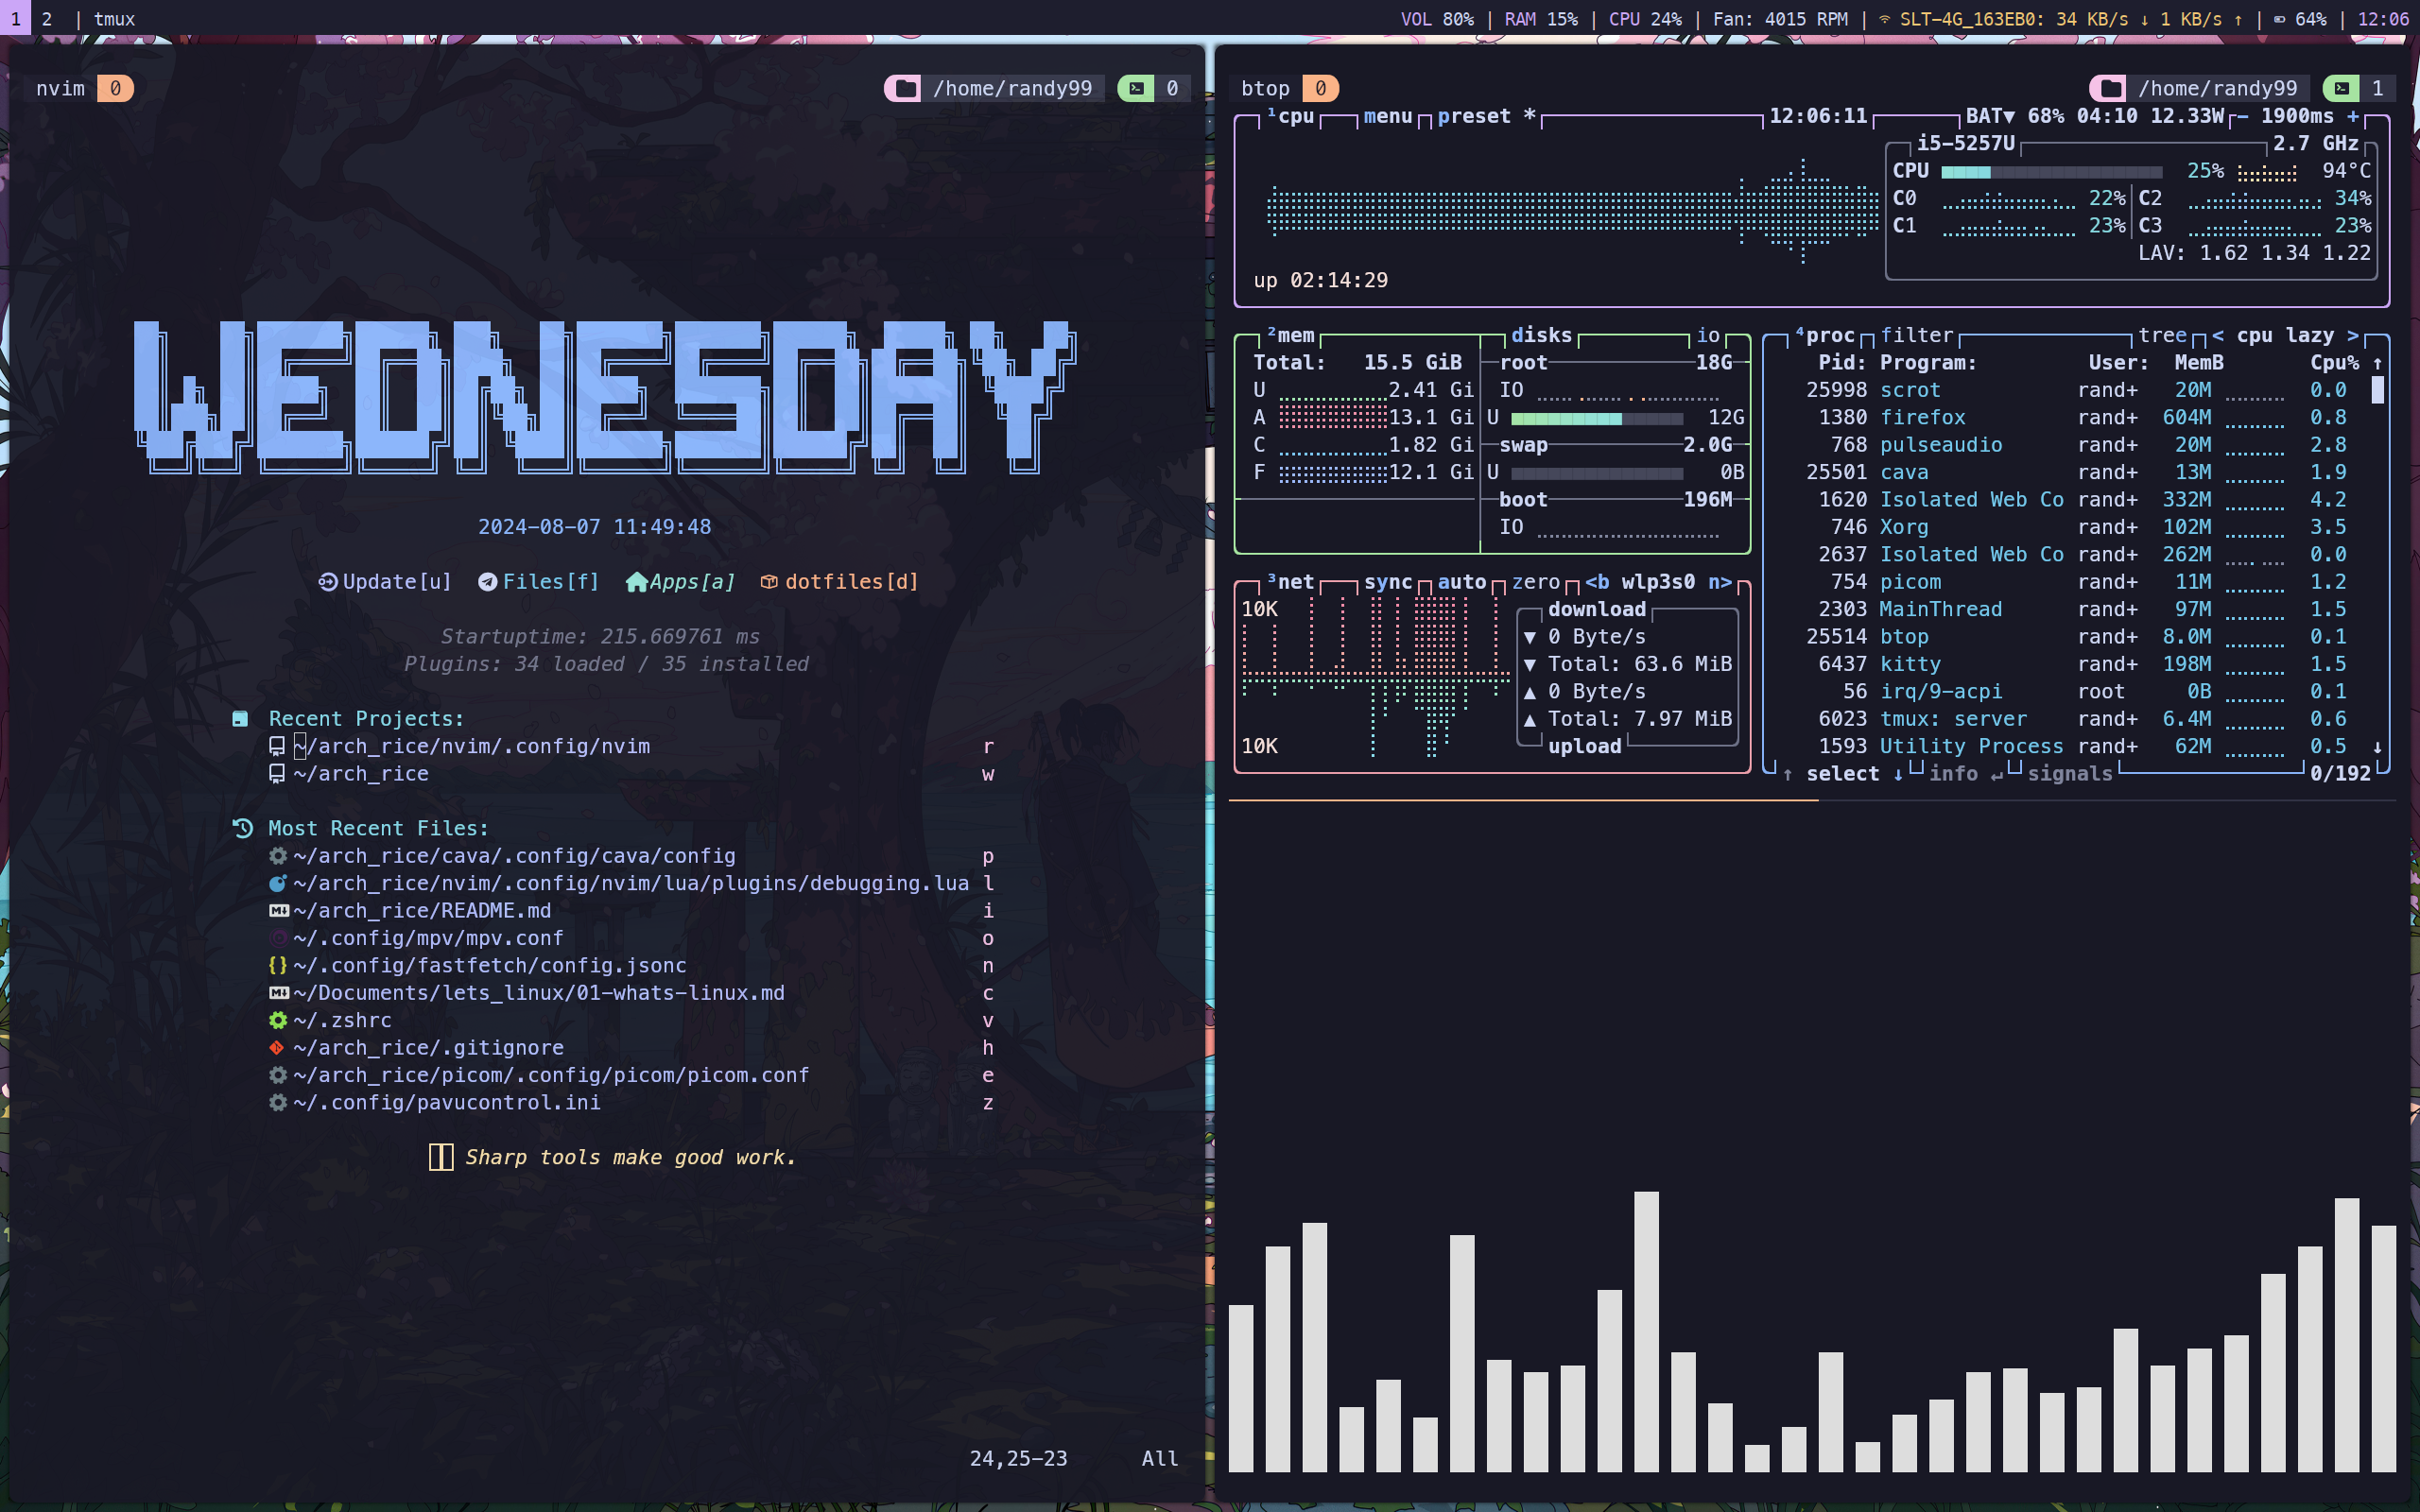 1 2 | tmux
VOL 80% | RAM 15% | CPU 24% | Fan: 4015 RPM | SLT-4G_163EB0: 34 KB/s ↓ 1 KB/s ↑ | 64% | 12:06
nvim 0 /home/randy99 0
WEDNESDAY
2024-08-07 11:49:48
Update[u] Files[f] Apps[a] dotfiles[d]
Startuptime: 215.669761 ms
Plugins: 34 loaded / 35 installed
Recent Projects:
~/arch_rice/nvim/.config/nvim r
~/arch_rice w
Most Recent Files:
~/arch_rice/cava/.config/cava/config p
~/arch_rice/nvim/.config/nvim/lua/plugins/debugging.lua l
~/arch_rice/README.md i
~/.config/mpv/mpv.conf o
~/.config/fastfetch/config.jsonc n
~/Documents/lets_linux/01-whats-linux.md c
~/.zshrc v
~/arch_rice/.gitignore h
~/arch_rice/picom/.config/picom/picom.conf e
~/.config/pavucontrol.ini z
Sharp tools make good work.
24,25-23 All
btop 0 /home/randy99 1
¹cpu menu preset * 12:06:11 BAT▼ 68% 04:10 12.33W - 1900ms +
i5-5257U 2.7 GHz
CPU 25% 94°C
C0 22% C2 34%
C1 23% C3 23%
LAV: 1.62 1.34 1.22
up 02:14:29
²mem
Total: 15.5 GiB
U 2.41 Gi
A 13.1 Gi
C 1.82 Gi
F 12.1 Gi
disks io
root 18G
IO
U 12G
swap 2.0G
U 0B
boot 196M
IO
³net sync auto zero <b wlp3s0 n>
10K
10K
download
▼ 0 Byte/s
▼ Total: 63.6 MiB
▲ 0 Byte/s
▲ Total: 7.97 MiB
upload
⁴proc filter tree < cpu lazy >
Pid: Program: User: MemB Cpu% ↑
25998 scrot rand+ 20M 0.0
1380 firefox rand+ 604M 0.8
768 pulseaudio rand+ 20M 2.8
25501 cava rand+ 13M 1.9
1620 Isolated Web Co rand+ 332M 4.2
746 Xorg rand+ 102M 3.5
2637 Isolated Web Co rand+ 262M 0.0
754 picom rand+ 11M 1.2
2303 MainThread rand+ 97M 1.5
25514 btop rand+ 8.0M 0.1
6437 kitty rand+ 198M 1.5
56 irq/9-acpi root 0B 0.1
6023 tmux: server rand+ 6.4M 0.6
1593 Utility Process rand+ 62M 0.5 ↓
↑ select ↓ info ↵ signals 0/192